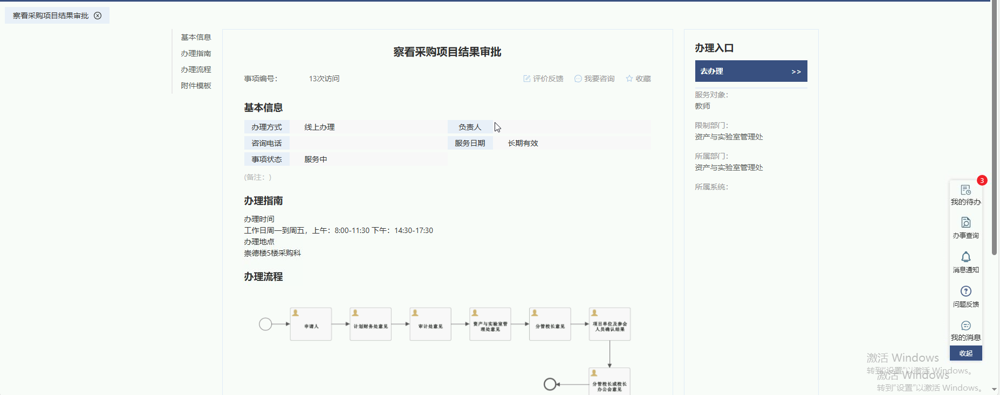 察看采购项目结果审批
基本信息
办理指南
办理流程
附件模板
察看采购项目结果审批
事项编号：
13次访问
评价反馈
我要咨询
收藏
基本信息
办理方式
线上办理
负责人
咨询电话
服务日期
长期有效
事项状态
服务中
(备注：)
办理指南
办理时间
工作日周一到周五，上午：8:00-11:30 下午：14:30-17:30
办理地点
崇德楼5楼采购科
办理流程
申请人
计划财务处意见
审计处意见
资产与实验室管
理处意见
分管校长意见
项目单位及参会
人员确认结果
分管校长或校长
办公会意见
办理入口
去办理 >>
服务对象：
教师
限制部门：
资产与实验室管理处
所属部门：
资产与实验室管理处
所属系统：
3
我的待办
办事查询
消息通知
问题反馈
我的消息
收起
激活 Windows
转到“设置”以激活 Windows。
激活 Windows
转到“设置”以激活 Windows。